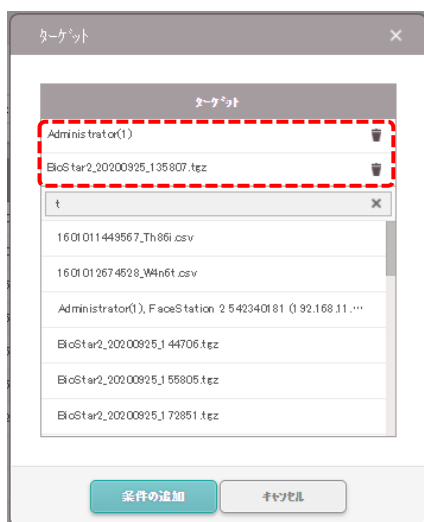 ﾀｰｹﾞｯﾄ
ﾀｰｹﾞｯﾄ
Administrator(1)
BioStar2_20200925_135807.tgz
t
1601011449567_Th86i.csv
1601012674528_W4n6t.csv
Administrator(1), FaceStation 2 542340181 (192.168.11.…
BioStar2_20200925_144706.tgz
BioStar2_20200925_155805.tgz
BioStar2_20200925_172851.tgz
条件の追加
ｷｬﾝｾﾙ